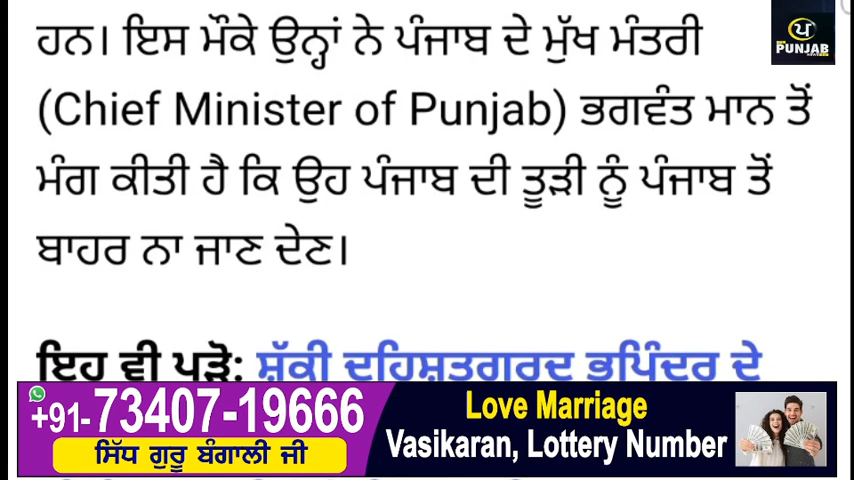 ਹਨ। ਇਸ ਮੌਕੇ ਉਨ੍ਹਾਂ ਨੇ ਪੰਜਾਬ ਦੇ ਮੁੱਖ ਮੰਤਰੀ
(Chief Minister of Punjab) ਭਗਵੰਤ ਮਾਨ ਤੋਂ
ਮੰਗ ਕੀਤੀ ਹੈ ਕਿ ਉਹ ਪੰਜਾਬ ਦੀ ਤੂੜੀ ਨੂੰ ਪੰਜਾਬ ਤੋਂ
ਬਾਹਰ ਨਾ ਜਾਣ ਦੇਣ।
ਇਹ ਵੀ ਪੜੋ: ਸ਼ੱਕੀ ਦਹਿਸ਼ਤਗਰਦ ਭੁਪਿੰਦਰ ਦੇ
ਪ
PUNJAB
+91-73407-19666
ਸਿੱਧ ਗੁਰੂ ਬੰਗਾਲੀ ਜੀ
Love Marriage
Vasikaran, Lottery Number